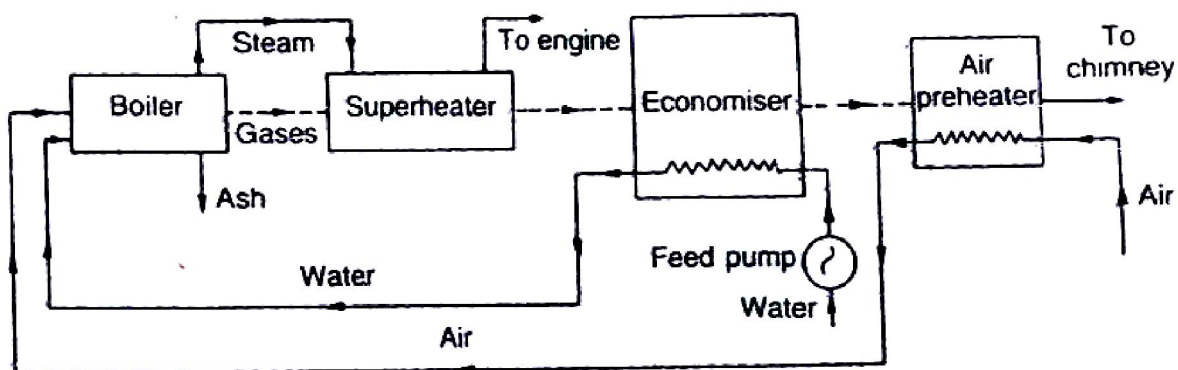 Steam
To engine
To
chimney
Boiler
Superheater
Economiser
Air
preheater
Gases
Ash
Air
Feed pump
Water
Water
Air